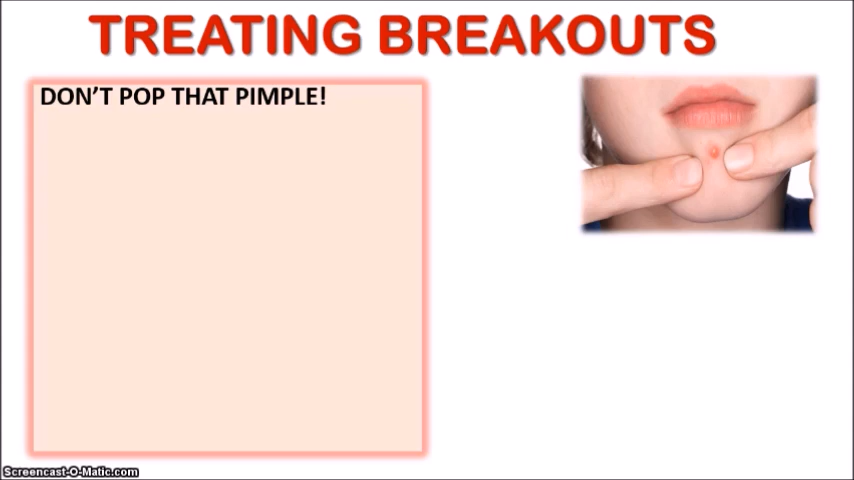 TREATING BREAKOUTS
DON'T POP THAT PIMPLE!
Screencast-O-Matic.com